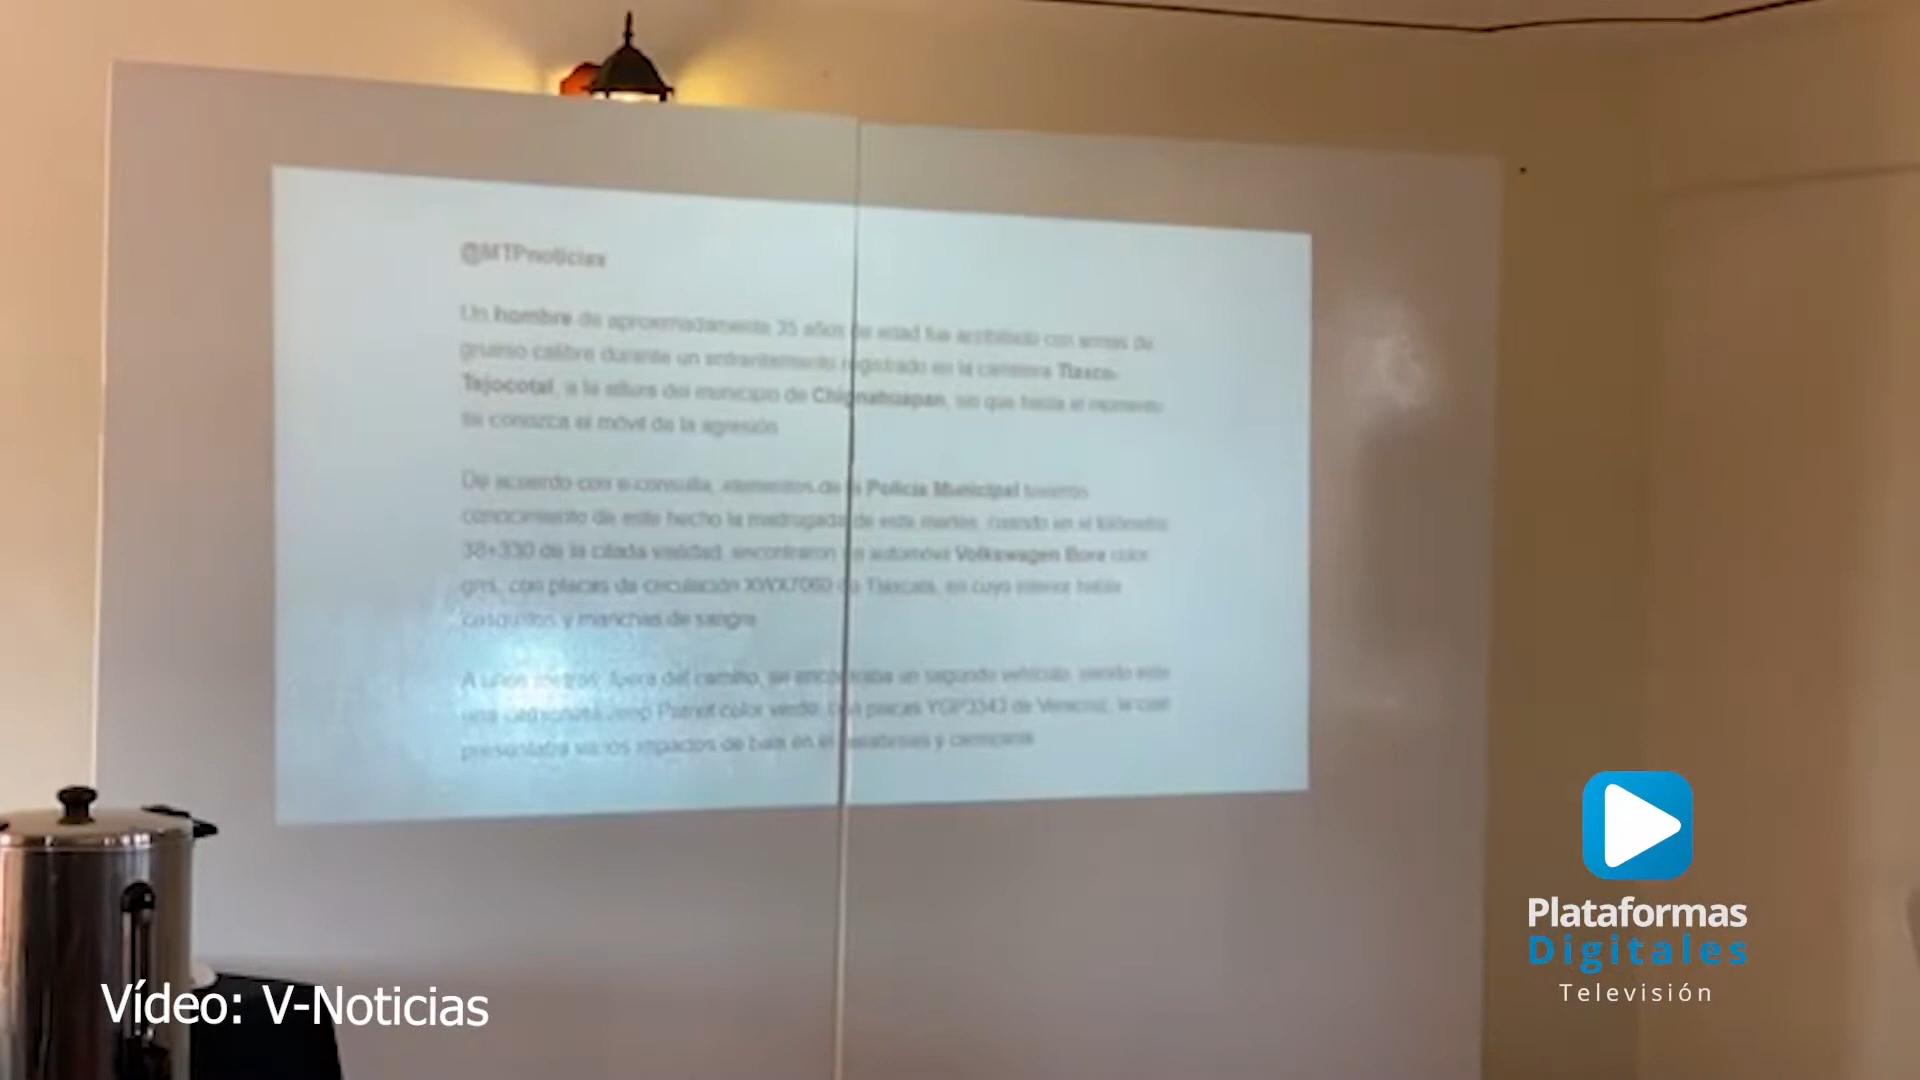 @MTPnoticias
Un hombre de aproximadamente 35 años de edad fue acribillado con armas de
grueso calibre durante un enfrentamiento registrado en la carretera Tlaxco-
Tejocotal, a la altura del municipio de Chignahuapan, sin que hasta el momento
se conozca el móvil de la agresión
De acuerdo con e-consulta, elementos de la Policía Municipal tuvieron
conocimiento de este hecho la madrugada de este martes, cuando en el kilómetro
38+330 de la citada vialidad, encontraron un automóvil Volkswagen Bora color
gris, con placas de circulación de Tlaxcala, en cuyo interior había
casquillos y manchas de sangre
A unos metros, fuera del camino, se encontraba un segundo vehículo, siendo este
una camioneta Jeep Patriot color verde, con placas de Veracruz, la cual
presentaba varios impactos de bala en el parabrisas y carrocería
Plataformas
Digitales
Televisión
Vídeo: V-Noticias